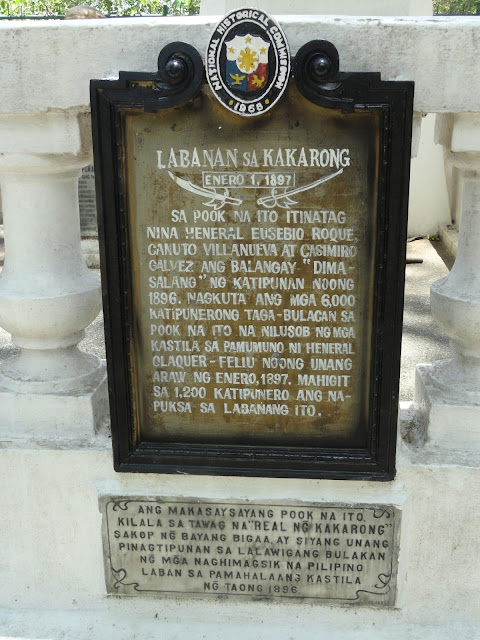 NATIONAL HISTORICAL COMMISSION
1968
LABANAN SA KAKARONG
ENERO 1, 1897
SA POOK NA ITO ITINATAG
NINA HENERAL EUSEBIO ROQUE,
CANUTO VILLANUEVA AT CASIMIRO
GALVEZ ANG BALANGAY "DIMA-
SALANG" NG KATIPUNAN NOONG
1896. NAGKUTA ANG MGA 6,000
KATIPUNERONG TAGA-BULACAN SA
POOK NA ITO NA NILUSOB NG MGA
KASTILA SA PAMUMUNO NI HENERAL
OLAQUER-FELIU NOONG UNANG
ARAW NG ENERO, 1897. MAHIGIT
SA 1,200 KATIPUNERO ANG NA-
PUKSA SA LABANANG ITO.
ANG MAKASAYSAYANG POOK NA ITO,
KILALA SA TAWAG NA "REAL NG KAKARONG"
SAKOP NG BAYANG BIGAA, AY SIYANG UNANG
PINAGTIPUNAN SA LALAWIGANG BULAKAN
NG MGA NAGHIMAGSIK NA PILIPINO
LABAN SA PAMAHALAANG KASTILA
NG TAONG 1896